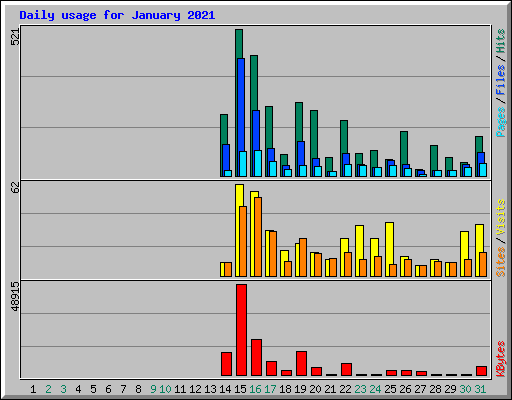 Daily usage for January 2021
521
Pages / Files / Hits
62
Sites / Visits
48915
KBytes
1 2 3 4 5 6 7 8 9 10 11 12 13 14 15 16 17 18 19 20 21 22 23 24 25 26 27 28 29 30 31